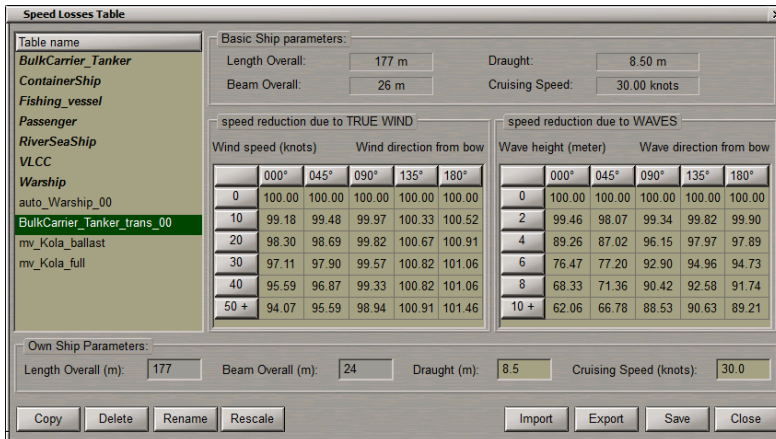 Speed Losses Table
Table name
BulkCarrier_Tanker
ContainerShip
Fishing_vessel
Passenger
RiverSeaShip
VLCC
Warship
auto_Warship_00
BulkCarrier_Tanker_trans_00
mv_Kola_ballast
mv_Kola_full
Basic Ship parameters:
Length Overall: 177 m Draught: 8.50 m
Beam Overall: 26 m Cruising Speed: 30.00 knots
speed reduction due to TRUE WIND
Wind speed (knots) Wind direction from bow
000° 045° 090° 135° 180°
0 100.00 100.00 100.00 100.00 100.00
10 99.18 99.48 99.97 100.33 100.52
20 98.30 98.69 99.82 100.67 100.91
30 97.11 97.90 99.57 100.82 101.06
40 95.59 96.87 99.33 100.82 101.06
50 + 94.07 95.59 98.94 100.91 101.46
speed reduction due to WAVES
Wave height (meter) Wave direction from bow
000° 045° 090° 135° 180°
0 100.00 100.00 100.00 100.00 100.00
2 99.46 98.07 99.34 99.82 99.90
4 89.26 87.02 96.15 97.97 97.89
6 76.47 77.20 92.90 94.96 94.73
8 68.33 71.36 90.42 92.58 91.74
10 + 62.06 66.78 88.53 90.63 89.21
Own Ship Parameters:
Length Overall (m): 177 Beam Overall (m): 24 Draught (m): 8.5 Cruising Speed (knots): 30.0
Copy Delete Rename Rescale Import Export Save Close